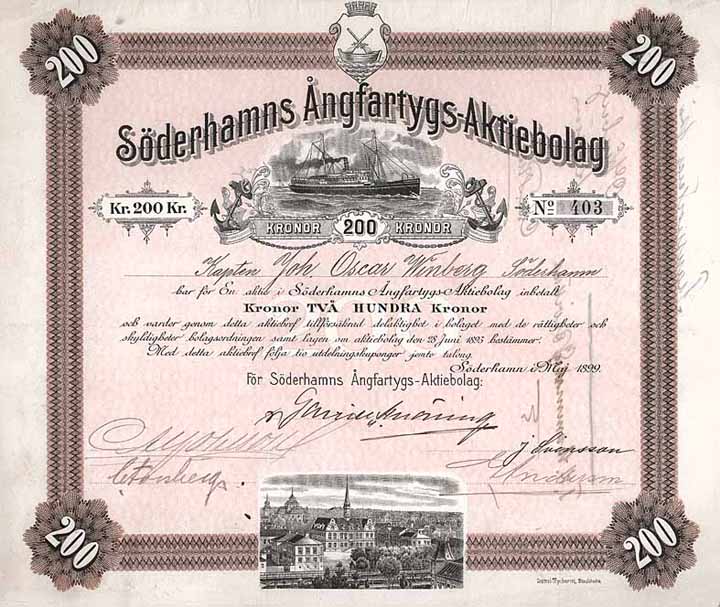 200 200
Söderhamns Ångfartygs-Aktiebolag
Kr. 200 Kr. No 403
KRONOR 200 KRONOR
Kapten Joh. Oscar Winberg Söderhamn
har för En aktie i Söderhamns Ångfartygs-Aktiebolag inbetalt
Kronor TVÅ HUNDRA Kronor
och varder genom detta aktiebref tillförsäkrad delaktighet i bolaget med de rättigheter och
skyldigheter bolagsordningen samt lagen om aktiebolag den 28 Juni 1895 bestämmer.
Med detta aktiebref följa tio utdelningskuponger jemte talong.
Söderhamn i Maj 1899.
För Söderhamns Ångfartygs-Aktiebolag:
J Svensson
200 200